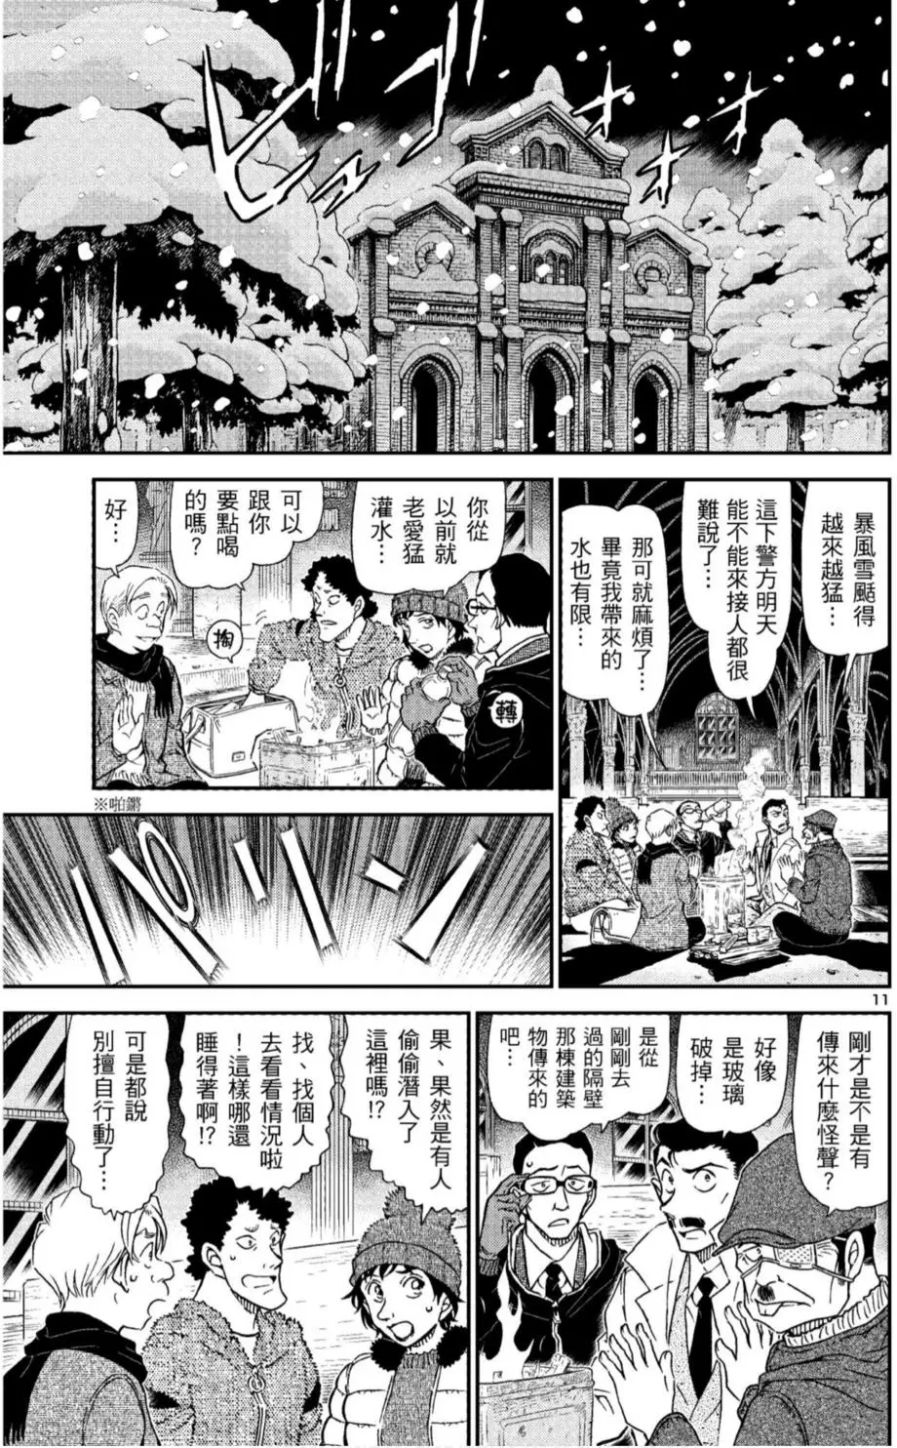 ビュ
ゴ
オ
オ
暴風雪颳得
越來越猛…
這下警方明天
能不能來接人都很
難說了…
那可就麻煩了…
畢竟我帶來的
水也有限…
你從
以前就
老愛猛
灌水…
可以
跟你
要點喝
的嗎?
好…
掏
轉
※啪鏘
パリーン
11
剛才是不是有
傳來什麼怪聲?
好像
是玻璃
破掉…
是從
剛剛去
過的隔壁
那棟建築
物傳來的
吧…
果、果然是有人
偷偷潛入了
這裡嗎!?
找、找個人
去看看情況啦
!這樣哪還
睡得著啊!?
可是都說
別擅自行動了…